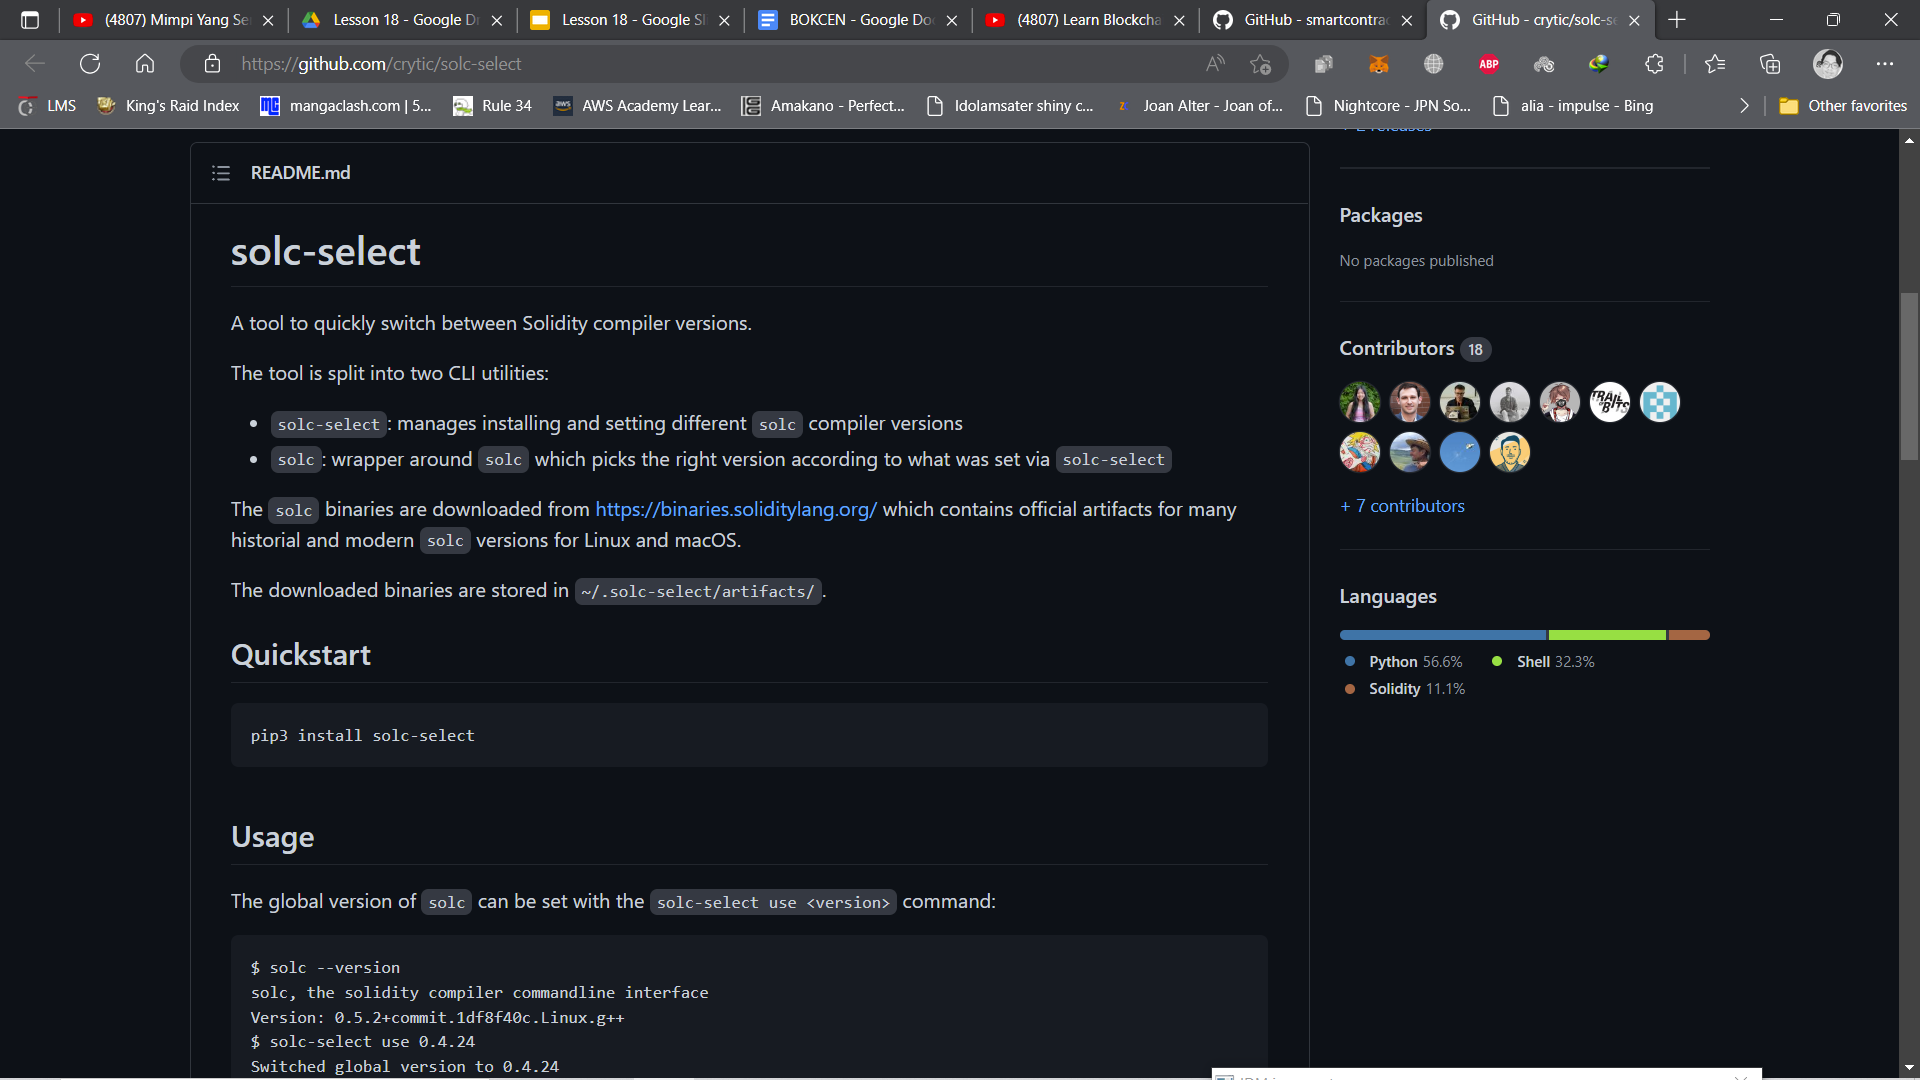 (4807) Mimpi Yang Se
Lesson 18 - Google Dr
Lesson 18 - Google Sl
BOKCEN - Google Doc
(4807) Learn Blockcha
GitHub - smartcontrac
GitHub - crytic/solc-se
https://github.com/crytic/solc-select
ABP
LMS
King's Raid Index
MC
mangaclash.com | 5...
Rule 34
aws
AWS Academy Lear...
Amakano - Perfect...
Idolamsater shiny c...
Joan Alter - Joan of...
Nightcore - JPN So...
alia - impulse - Bing
Other favorites
+ 2 releases
README.md
solc-select
A tool to quickly switch between Solidity compiler versions.
The tool is split into two CLI utilities:
• solc-select: manages installing and setting different solc compiler versions
• solc: wrapper around solc which picks the right version according to what was set via solc-select
The solc binaries are downloaded from https://binaries.soliditylang.org/ which contains official artifacts for many
historial and modern solc versions for Linux and macOS.
The downloaded binaries are stored in ~/.solc-select/artifacts/.
Quickstart
pip3 install solc-select
Usage
The global version of solc can be set with the solc-select use <version> command:
$ solc --version
solc, the solidity compiler commandline interface
Version: 0.5.2+commit.1df8f40c.Linux.g++
$ solc-select use 0.4.24
Switched global version to 0.4.24
Packages
No packages published
Contributors 18
TRAIL OF BITS
+ 7 contributors
Languages
Python 56.6%
Shell 32.3%
Solidity 11.1%